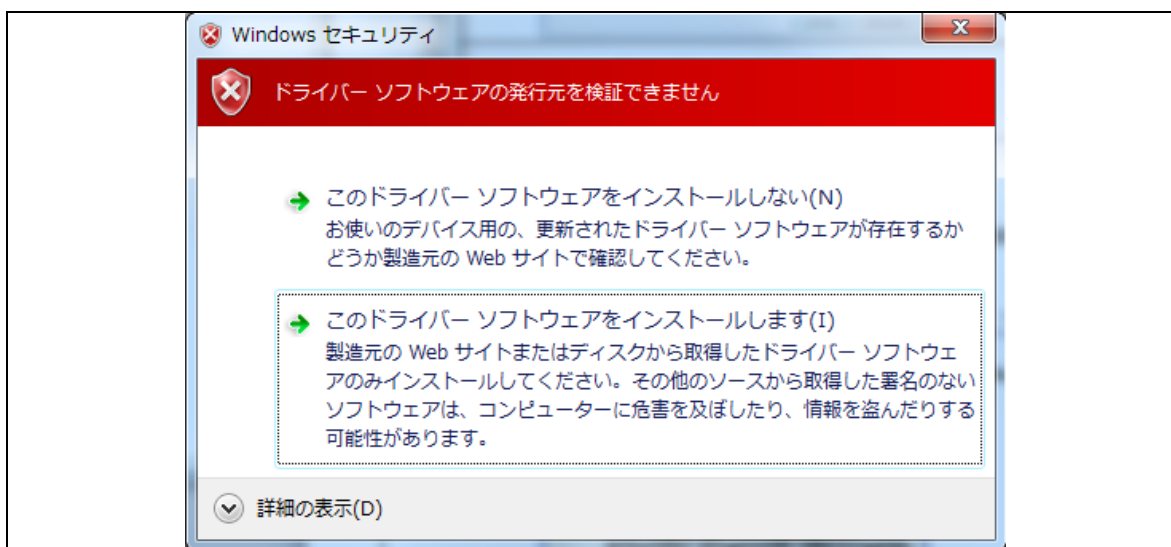 Windows セキュリティ
ドライバー ソフトウェアの発行元を検証できません
このドライバー ソフトウェアをインストールしない(N)
お使いのデバイス用の、更新されたドライバー ソフトウェアが存在するか
どうか製造元の Web サイトで確認してください。
このドライバー ソフトウェアをインストールします(I)
製造元の Web サイトまたはディスクから取得したドライバー ソフトウェ
アのみインストールしてください。その他のソースから取得した署名のない
ソフトウェアは、コンピューターに危害を及ぼしたり、情報を盗んだりする
可能性があります。
詳細の表示(D)